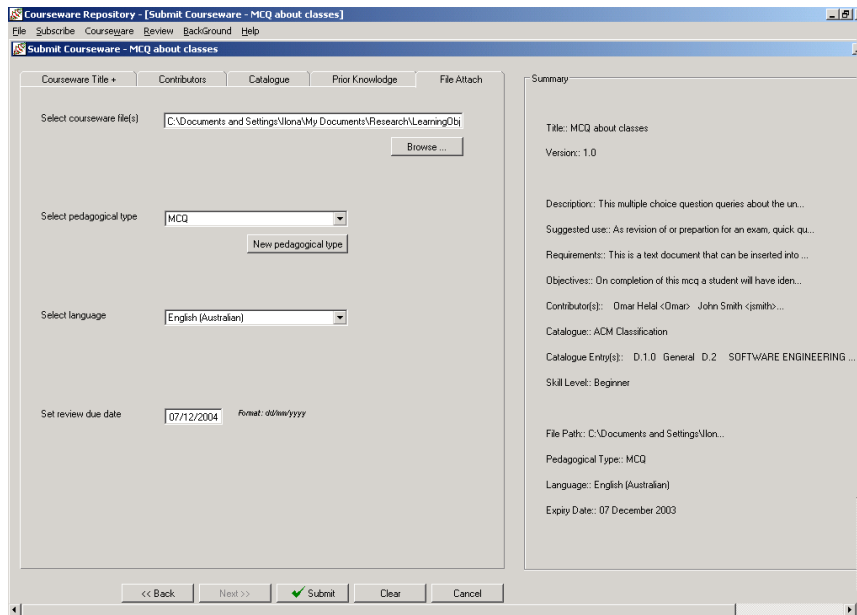 Courseware Repository - [Submit Courseware - MCQ about classes]
File Subscribe Courseware Review BackGround Help
Submit Courseware - MCQ about classes
Courseware Title + Contributors Catalogue Prior Knowlodge File Attach
Select courseware file(s) C:\Documents and Settings\Ilona\My Documents\Research\LearningObj
Browse ...
Select pedagogical type MCQ
New pedagogical type
Select language English (Australian)
Set review due date 07/12/2004 Format: dd/mm/yyyy
Summary
Title:: MCQ about classes
Version:: 1.0
Description:: This multiple choice question queries about the un...
Suggested use:: As revision of or prepartion for an exam, quick qu...
Requirements:: This is a text document that can be inserted into ...
Objectives:: On completion of this mcq a student will have iden...
Contributor(s):: Omar Helal <Omar> John Smith <jsmith>...
Catalogue:: ACM Classification
Catalogue Entry(s):: D.1.0 General D.2 SOFTWARE ENGINEERING ...
Skill Level:: Beginner
File Path:: C:\Documents and Settings\Ilon...
Pedagogical Type:: MCQ
Language:: English (Australian)
Expiry Date:: 07 December 2003
<< Back Next >> Submit Clear Cancel